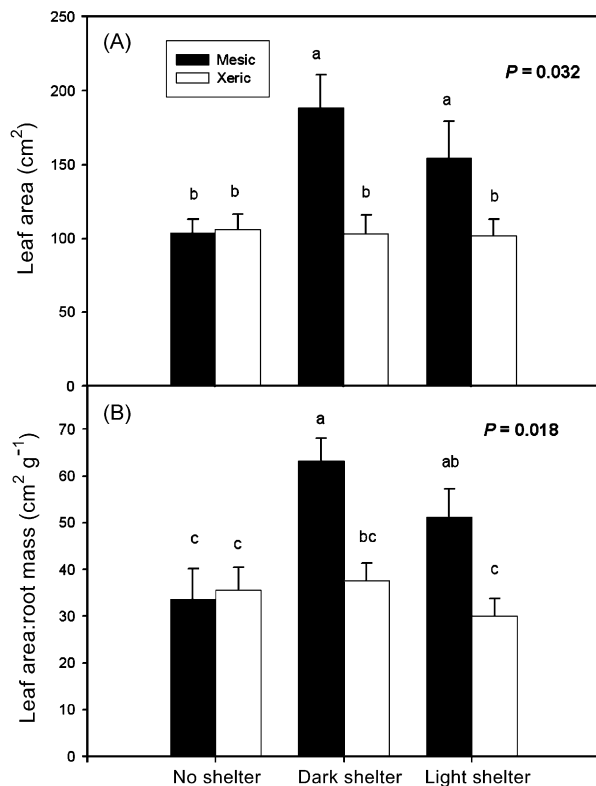 (A)
Mesic
Xeric
P = 0.032
Leaf area (cm²)
250
200
150
100
50
0
b
b
a
b
a
b
(B)
P = 0.018
Leaf area:root mass (cm² g⁻¹)
70
60
50
40
30
20
10
0
c
c
a
bc
ab
c
No shelter
Dark shelter
Light shelter